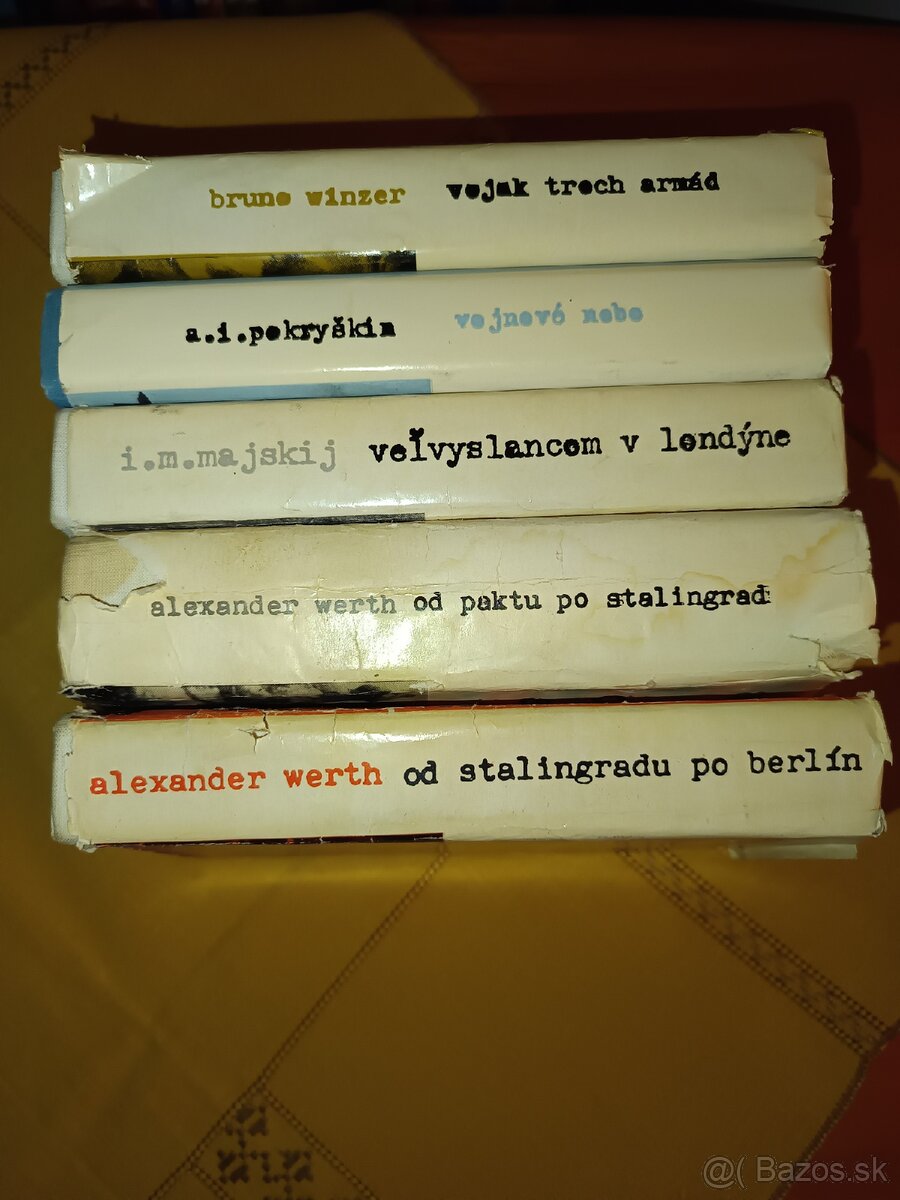 bruno winzer vojak troch armád
a.i.pokryškin vojnové nebo
i.m.majskij veľvyslancom v londýne
alexander werth od paktu po stalingrad
alexander werth od stalingradu po berlín
@( Bazos.sk